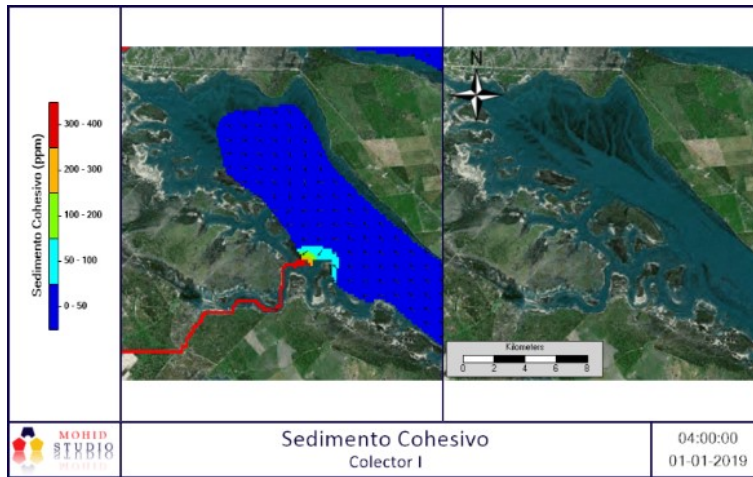 Sedimento Cohesivo (ppm)
300 - 400
200 - 300
100 - 200
50 - 100
0 - 50
N
Kilometers
0 2 4 6 8
MOHID
STUDIO
Sedimento Cohesivo
Colector I
04:00:00
01-01-2019